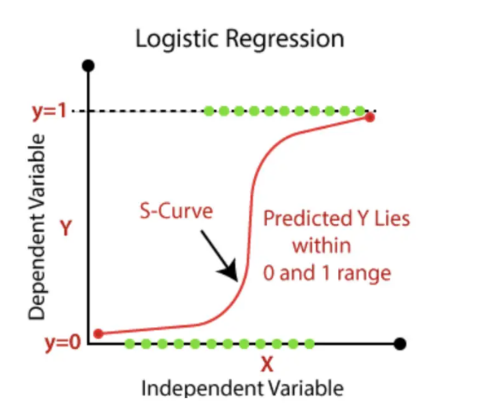 Logistic Regression
y=1
Dependent Variable
Y
S-Curve
Predicted Y Lies
within
0 and 1 range
y=0
X
Independent Variable